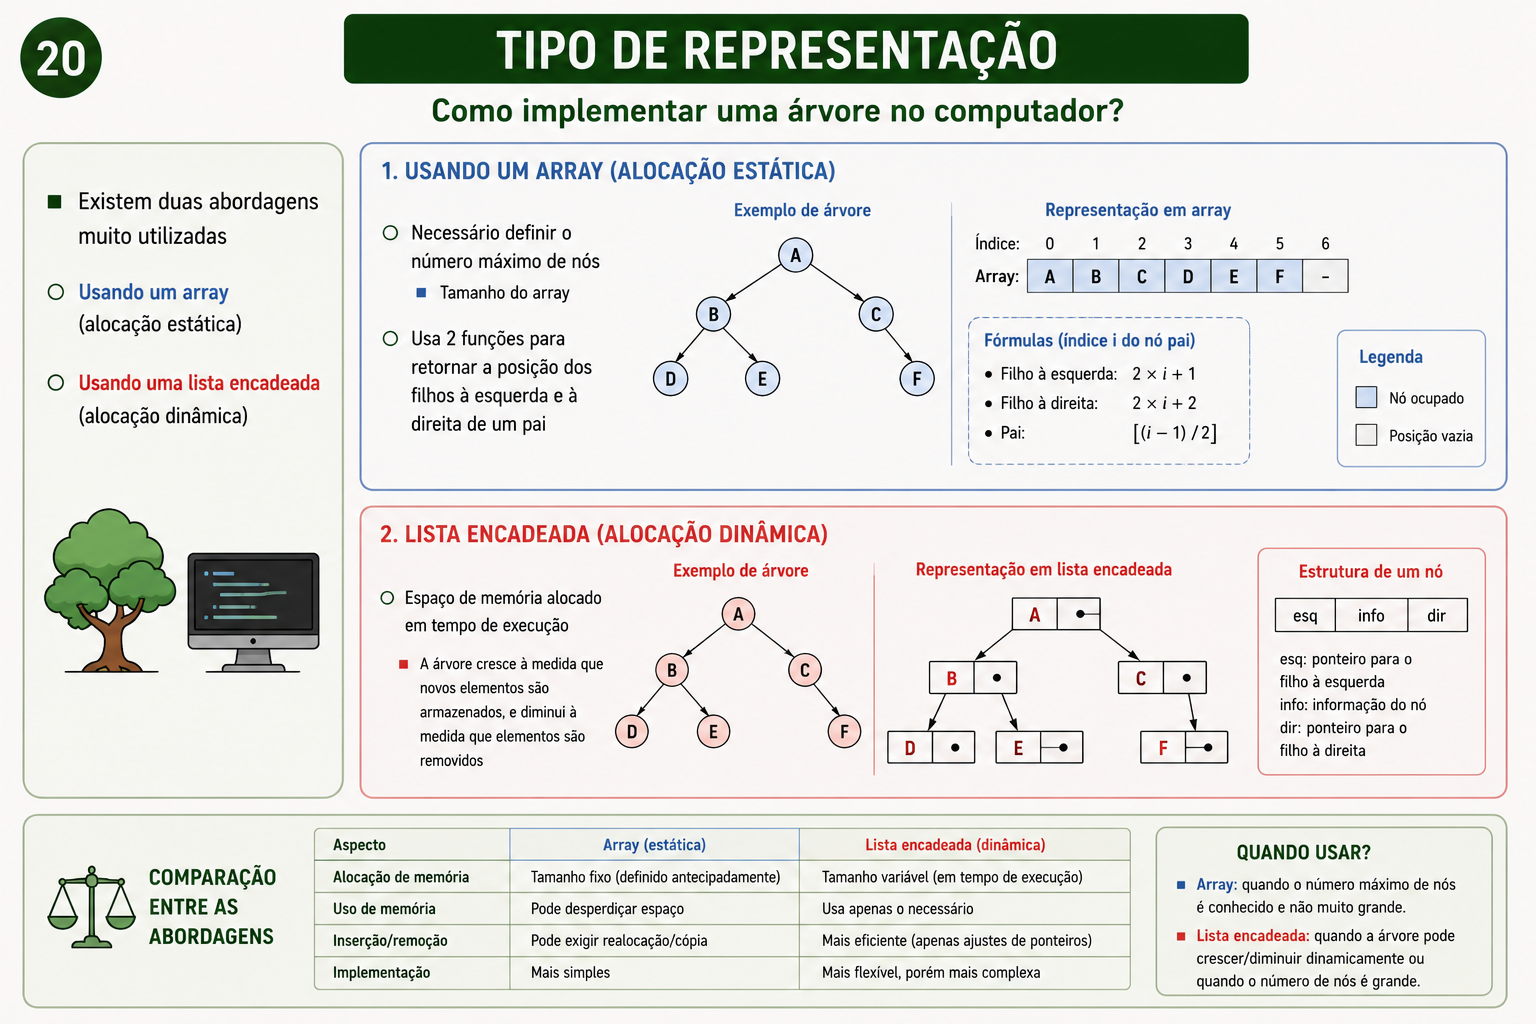 20
TIPO DE REPRESENTAÇÃO
Como implementar uma árvore no computador?
Existem duas abordagens
muito utilizadas
Usando um array
(alocação estática)
Usando uma lista encadeada
(alocação dinâmica)
1. USANDO UM ARRAY (ALOCAÇÃO ESTÁTICA)
Necessário definir o
número máximo de nós
Tamanho do array
Usa 2 funções para
retornar a posição dos
filhos à esquerda e à
direita de um pai
Exemplo de árvore
A
B C
D E F
Representação em array
Índice: 0 1 2 3 4 5 6
Array: A B C D E F -
Fórmulas (índice i do nó pai)
• Filho à esquerda: 2 × i + 1
• Filho à direita: 2 × i + 2
• Pai: [(i − 1) / 2]
Legenda
Nó ocupado
Posição vazia
2. LISTA ENCADEADA (ALOCAÇÃO DINÂMICA)
Espaço de memória alocado
em tempo de execução
A árvore cresce à medida que
novos elementos são
armazenados, e diminui à
medida que elementos são
removidos
Exemplo de árvore
A
B C
D E F
Representação em lista encadeada
A
B C
D E F
Estrutura de um nó
esq info dir
esq: ponteiro para o
filho à esquerda
info: informação do nó
dir: ponteiro para o
filho à direita
COMPARAÇÃO
ENTRE AS
ABORDAGENS
Aspecto Array (estática) Lista encadeada (dinâmica)
Alocação de memória Tamanho fixo (definido antecipadamente) Tamanho variável (em tempo de execução)
Uso de memória Pode desperdiçar espaço Usa apenas o necessário
Inserção/remoção Pode exigir realocação/cópia Mais eficiente (apenas ajustes de ponteiros)
Implementação Mais simples Mais flexível, porém mais complexa
QUANDO USAR?
Array: quando o número máximo de nós
é conhecido e não muito grande.
Lista encadeada: quando a árvore pode
crescer/diminuir dinamicamente ou
quando o número de nós é grande.